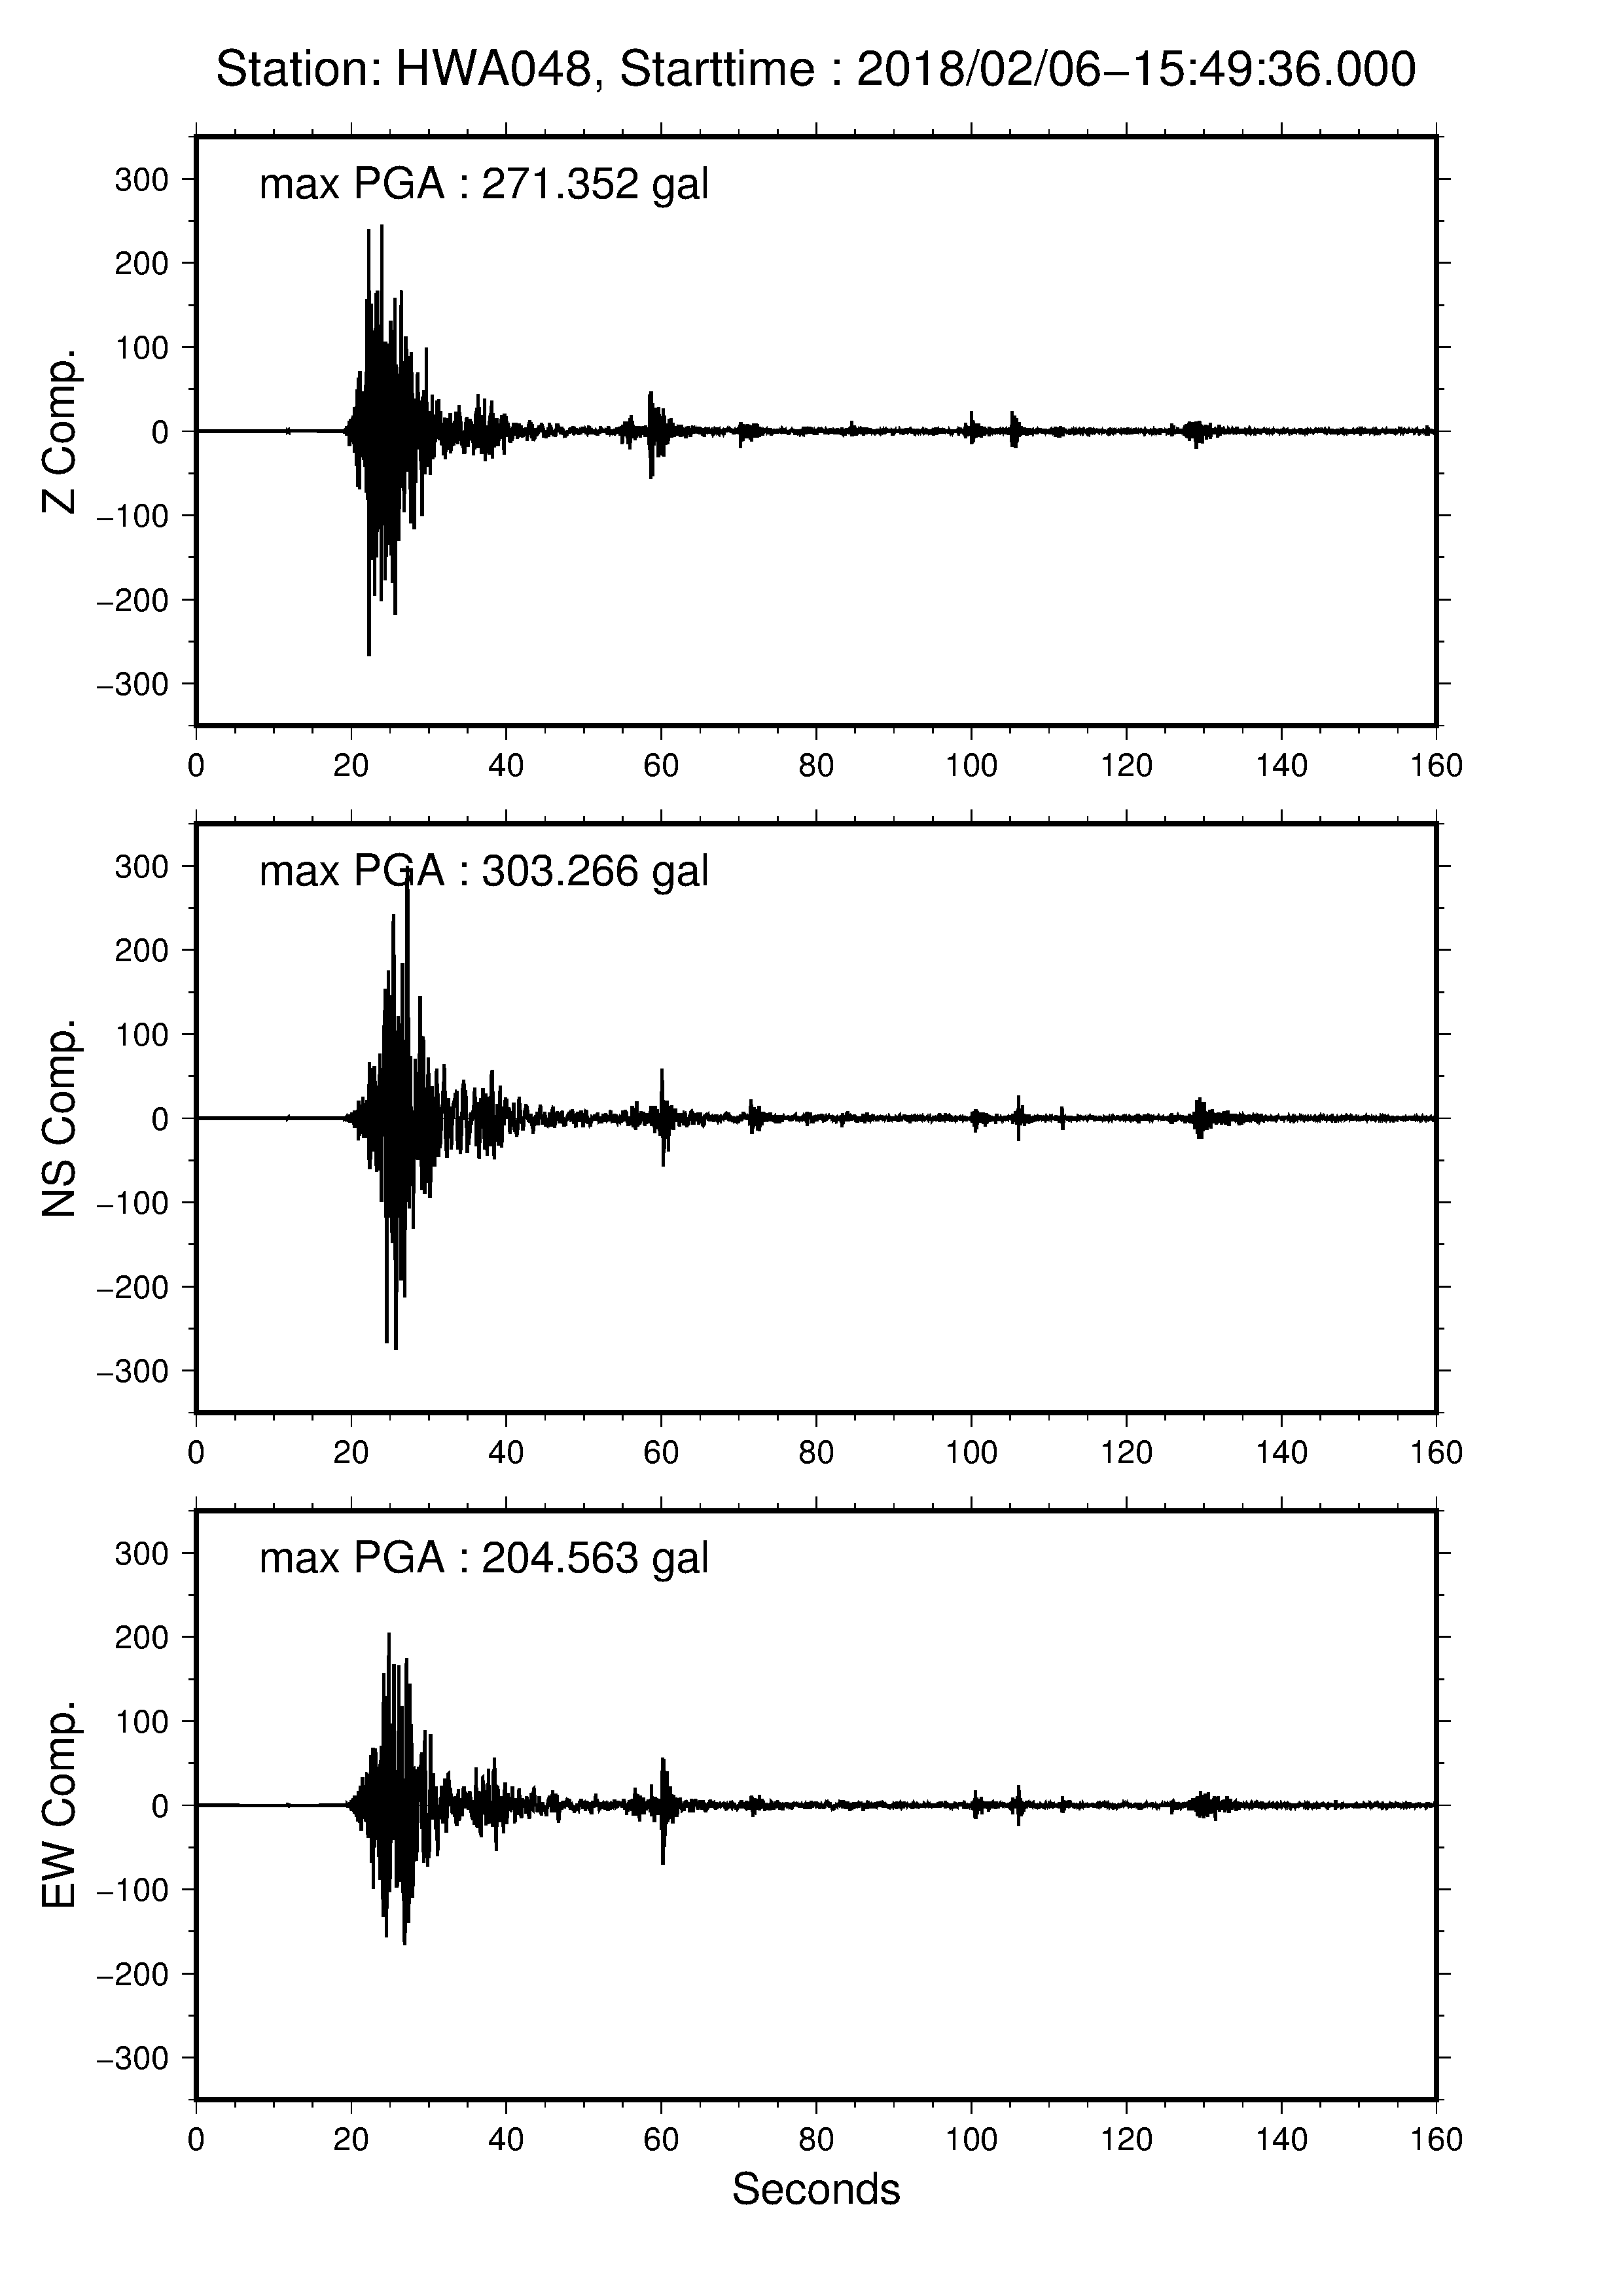 Station: HWA048, Starttime : 2018/02/06−15:49:36.000
max PGA : 271.352 gal
Z Comp.
300
200
100
0
−100
−200
−300
0 20 40 60 80 100 120 140 160
max PGA : 303.266 gal
NS Comp.
300
200
100
0
−100
−200
−300
0 20 40 60 80 100 120 140 160
max PGA : 204.563 gal
EW Comp.
300
200
100
0
−100
−200
−300
0 20 40 60 80 100 120 140 160
Seconds